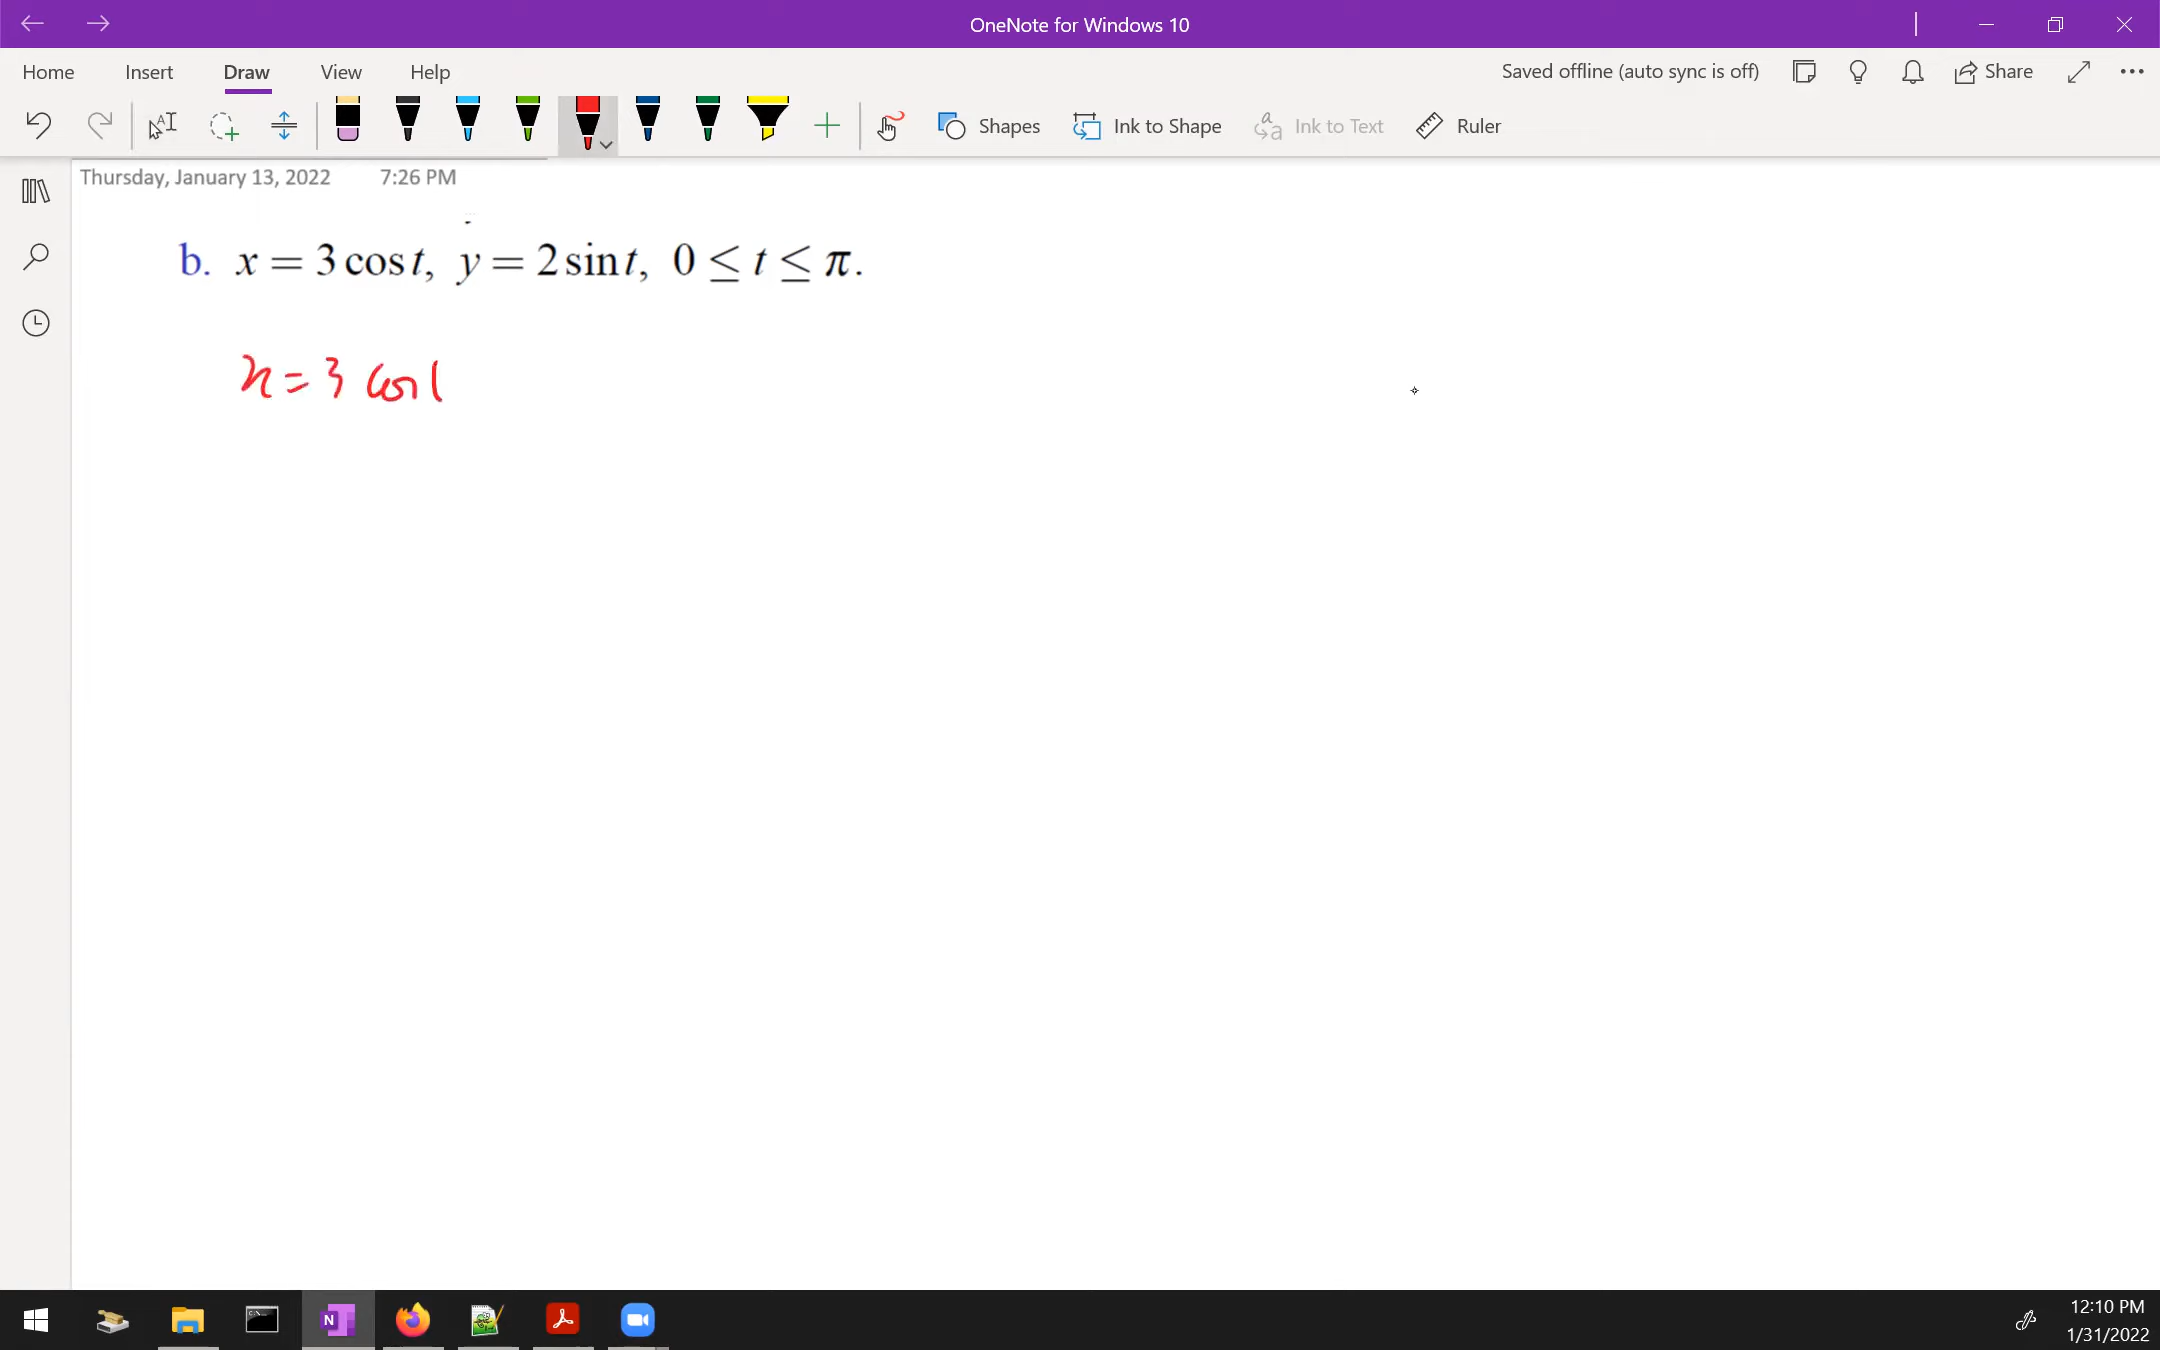 OneNote for Windows 10
Home Insert Draw View Help Saved offline (auto sync is off) Share
Shapes Ink to Shape Ink to Text Ruler
Thursday, January 13, 2022 7:26 PM
b. x = 3 cos t, y = 2 sin t, 0 ≤ t ≤ π.
x = 3 cos
12:10 PM
1/31/2022